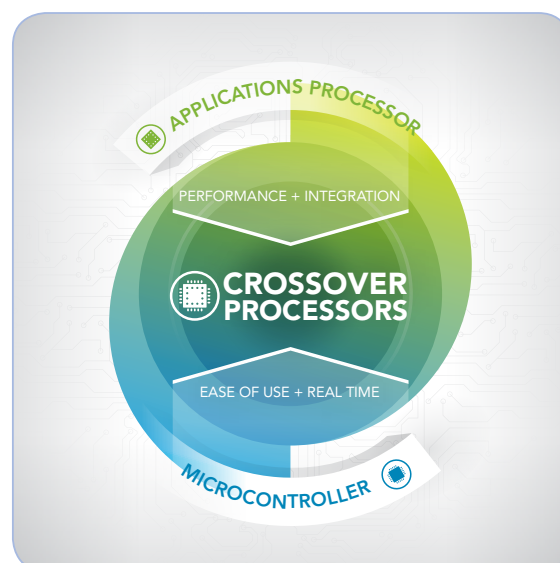 APPLICATIONS PROCESSOR
PERFORMANCE + INTEGRATION
CROSSOVER
PROCESSORS
EASE OF USE + REAL TIME
MICROCONTROLLER